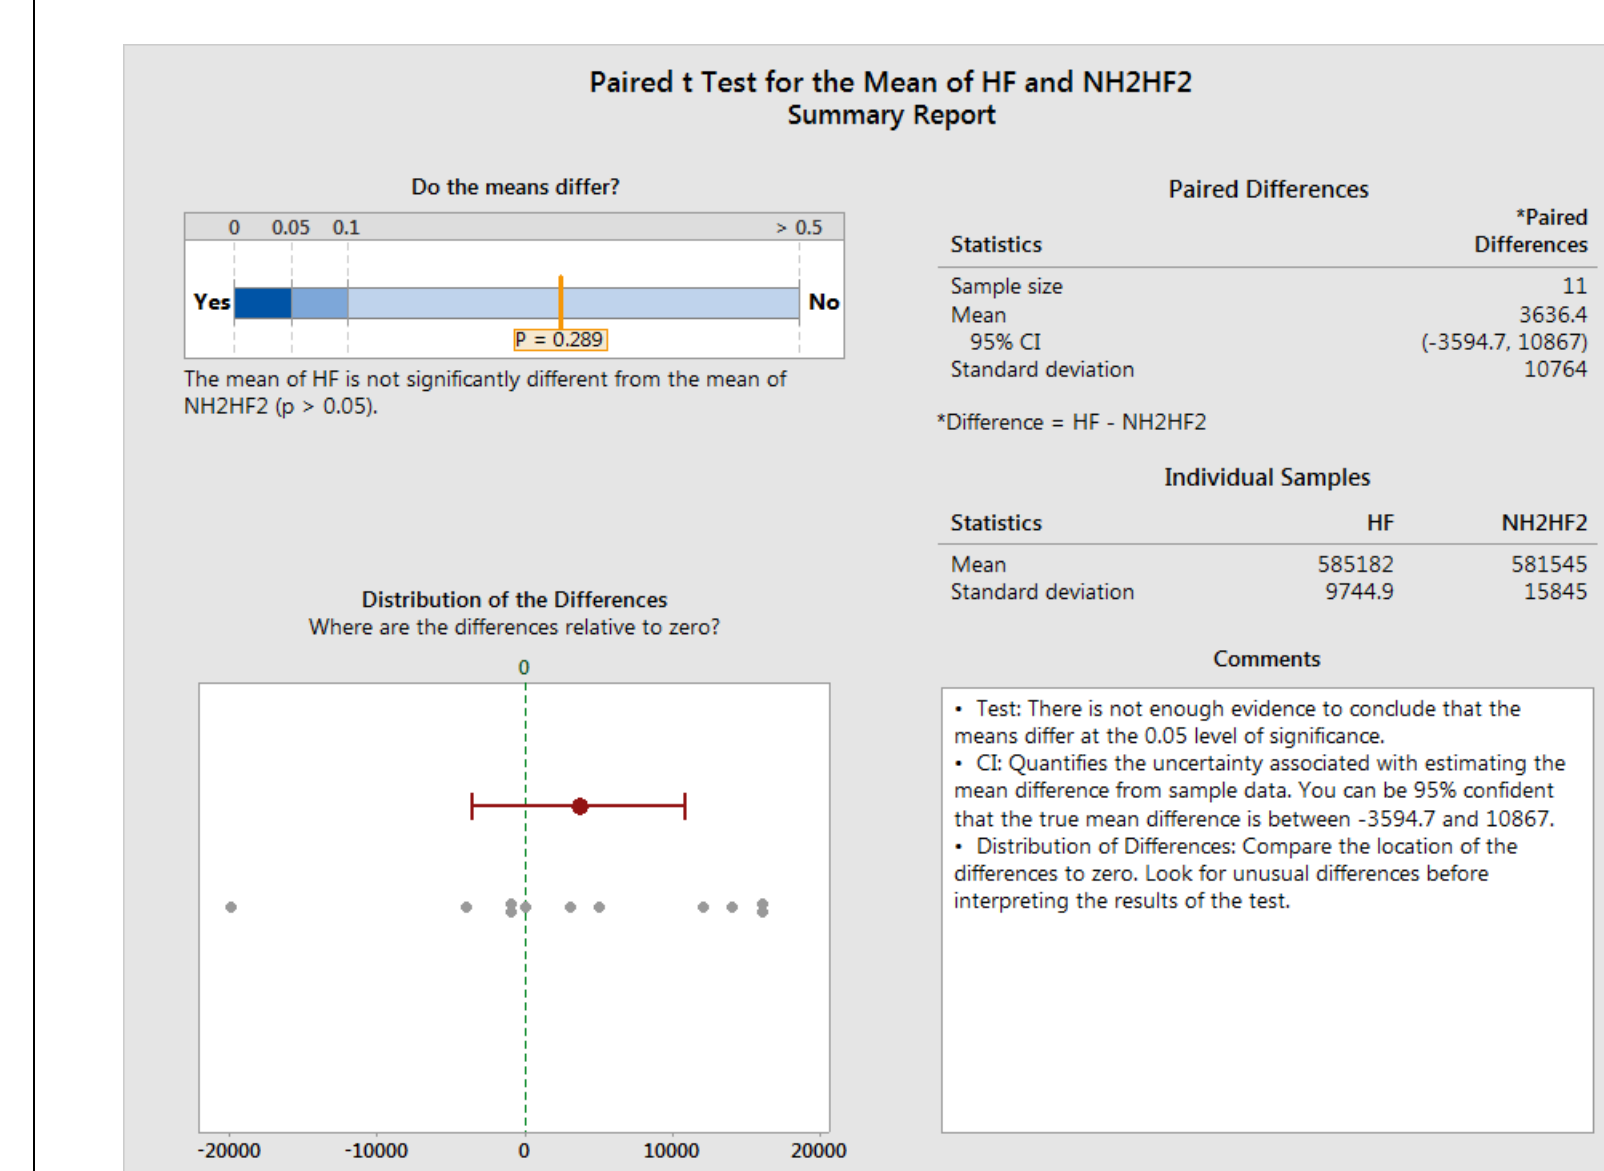 Paired t Test for the Mean of HF and NH2HF2
Summary Report
Do the means differ?
0 0.05 0.1 > 0.5
Yes No
P = 0.289
The mean of HF is not significantly different from the mean of
NH2HF2 (p > 0.05).
Distribution of the Differences
Where are the differences relative to zero?
0
-20000 -10000 0 10000 20000
Paired Differences
*Paired
Statistics Differences
Sample size 11
Mean 3636.4
95% CI (-3594.7, 10867)
Standard deviation 10764
*Difference = HF - NH2HF2
Individual Samples
Statistics HF NH2HF2
Mean 585182 581545
Standard deviation 9744.9 15845
Comments
• Test: There is not enough evidence to conclude that the
means differ at the 0.05 level of significance.
• CI: Quantifies the uncertainty associated with estimating the
mean difference from sample data. You can be 95% confident
that the true mean difference is between -3594.7 and 10867.
• Distribution of Differences: Compare the location of the
differences to zero. Look for unusual differences before
interpreting the results of the test.